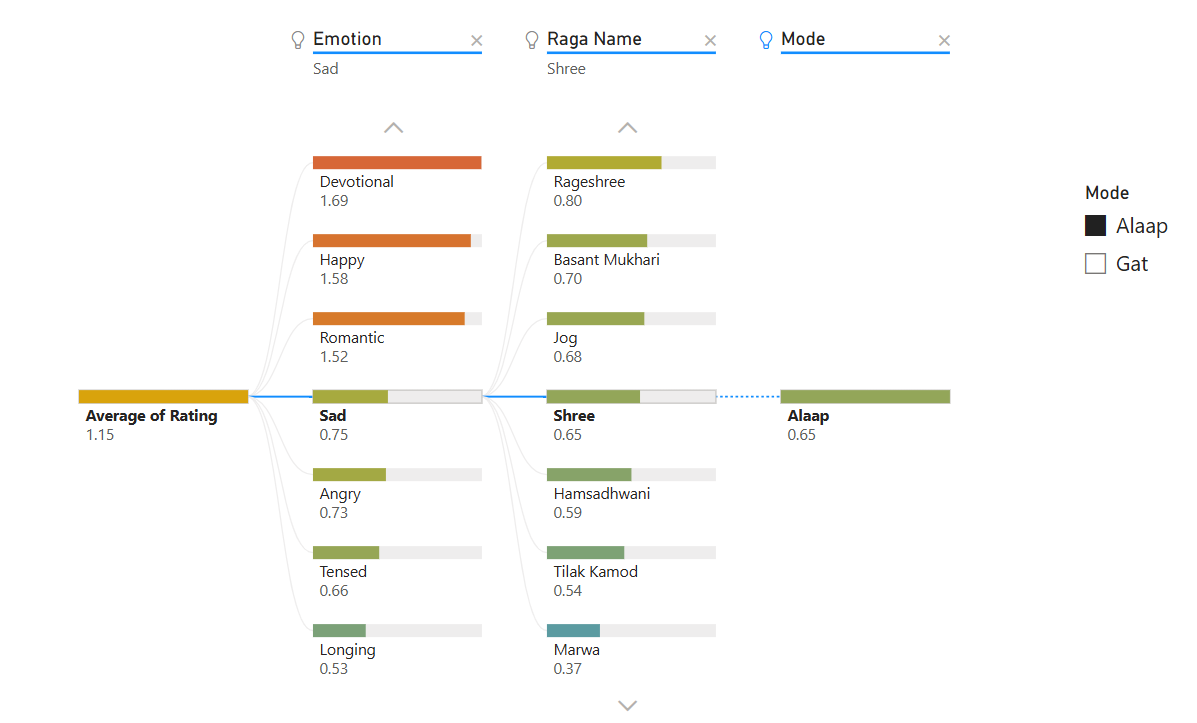 Emotion
Sad
Raga Name
Shree
Mode
Devotional
1.69
Happy
1.58
Romantic
1.52
Average of Rating
1.15
Sad
0.75
Angry
0.73
Tensed
0.66
Longing
0.53
Rageshree
0.80
Basant Mukhari
0.70
Jog
0.68
Shree
0.65
Hamsadhwani
0.59
Tilak Kamod
0.54
Marwa
0.37
Alaap
0.65
Mode
Alaap
Gat